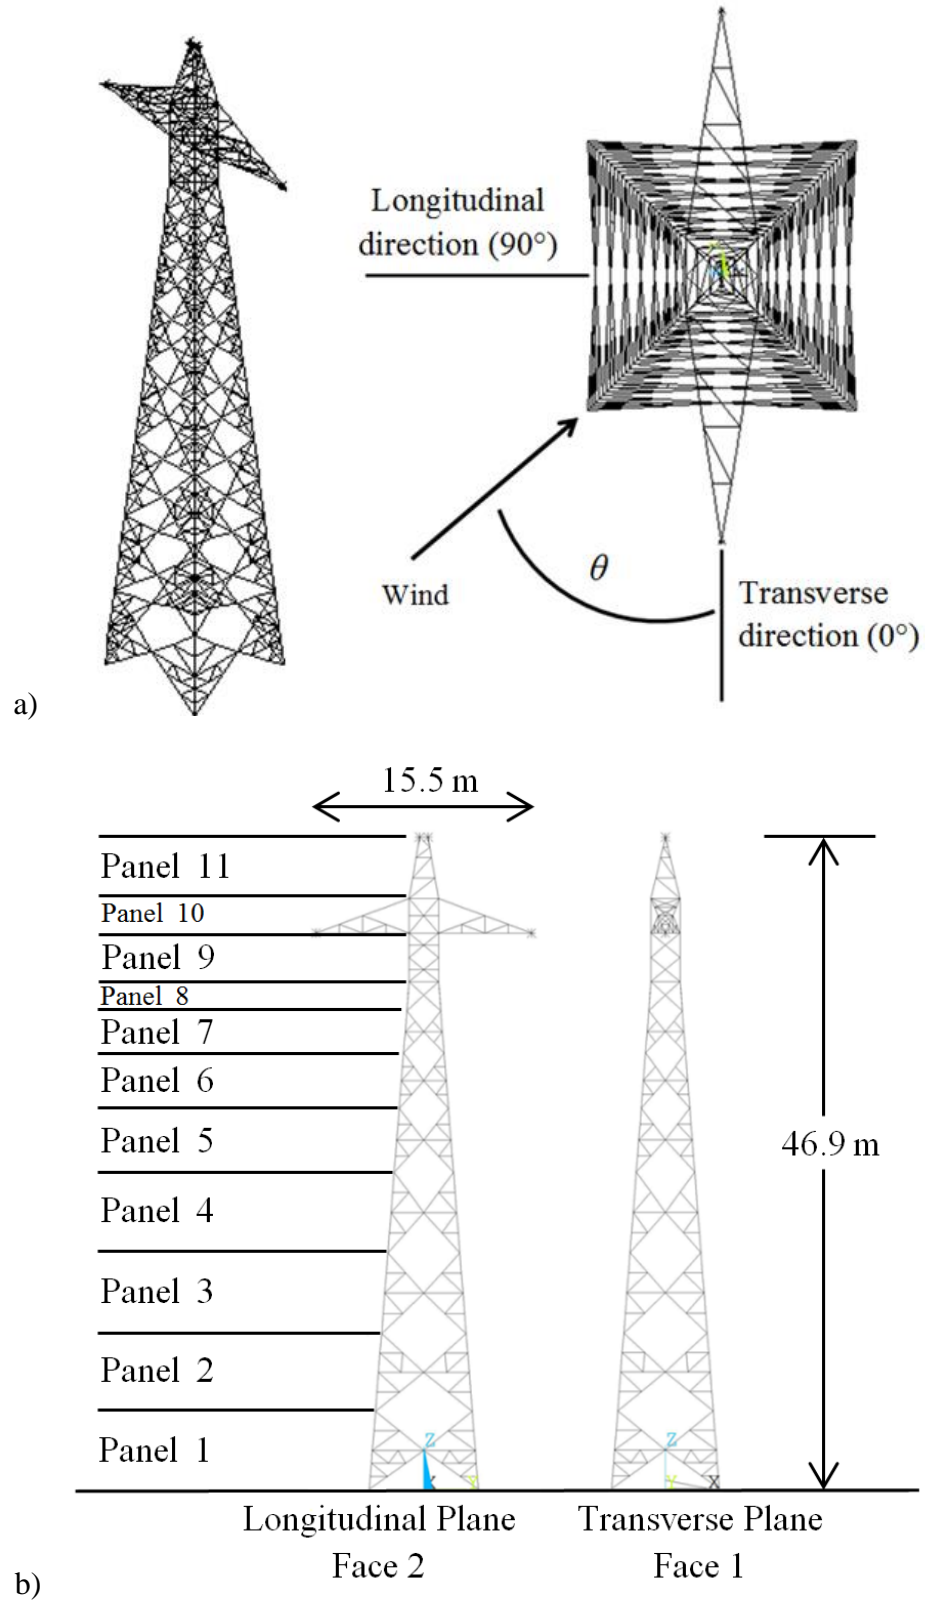 Longitudinal
direction (90°)
θ
Wind
Transverse
direction (0°)
a)
15.5 m
Panel 11
Panel 10
Panel 9
Panel 8
Panel 7
Panel 6
Panel 5
46.9 m
Panel 4
Panel 3
Panel 2
Panel 1
Z
Y
Z
Y
X
Longitudinal Plane
Face 2
Transverse Plane
Face 1
b)